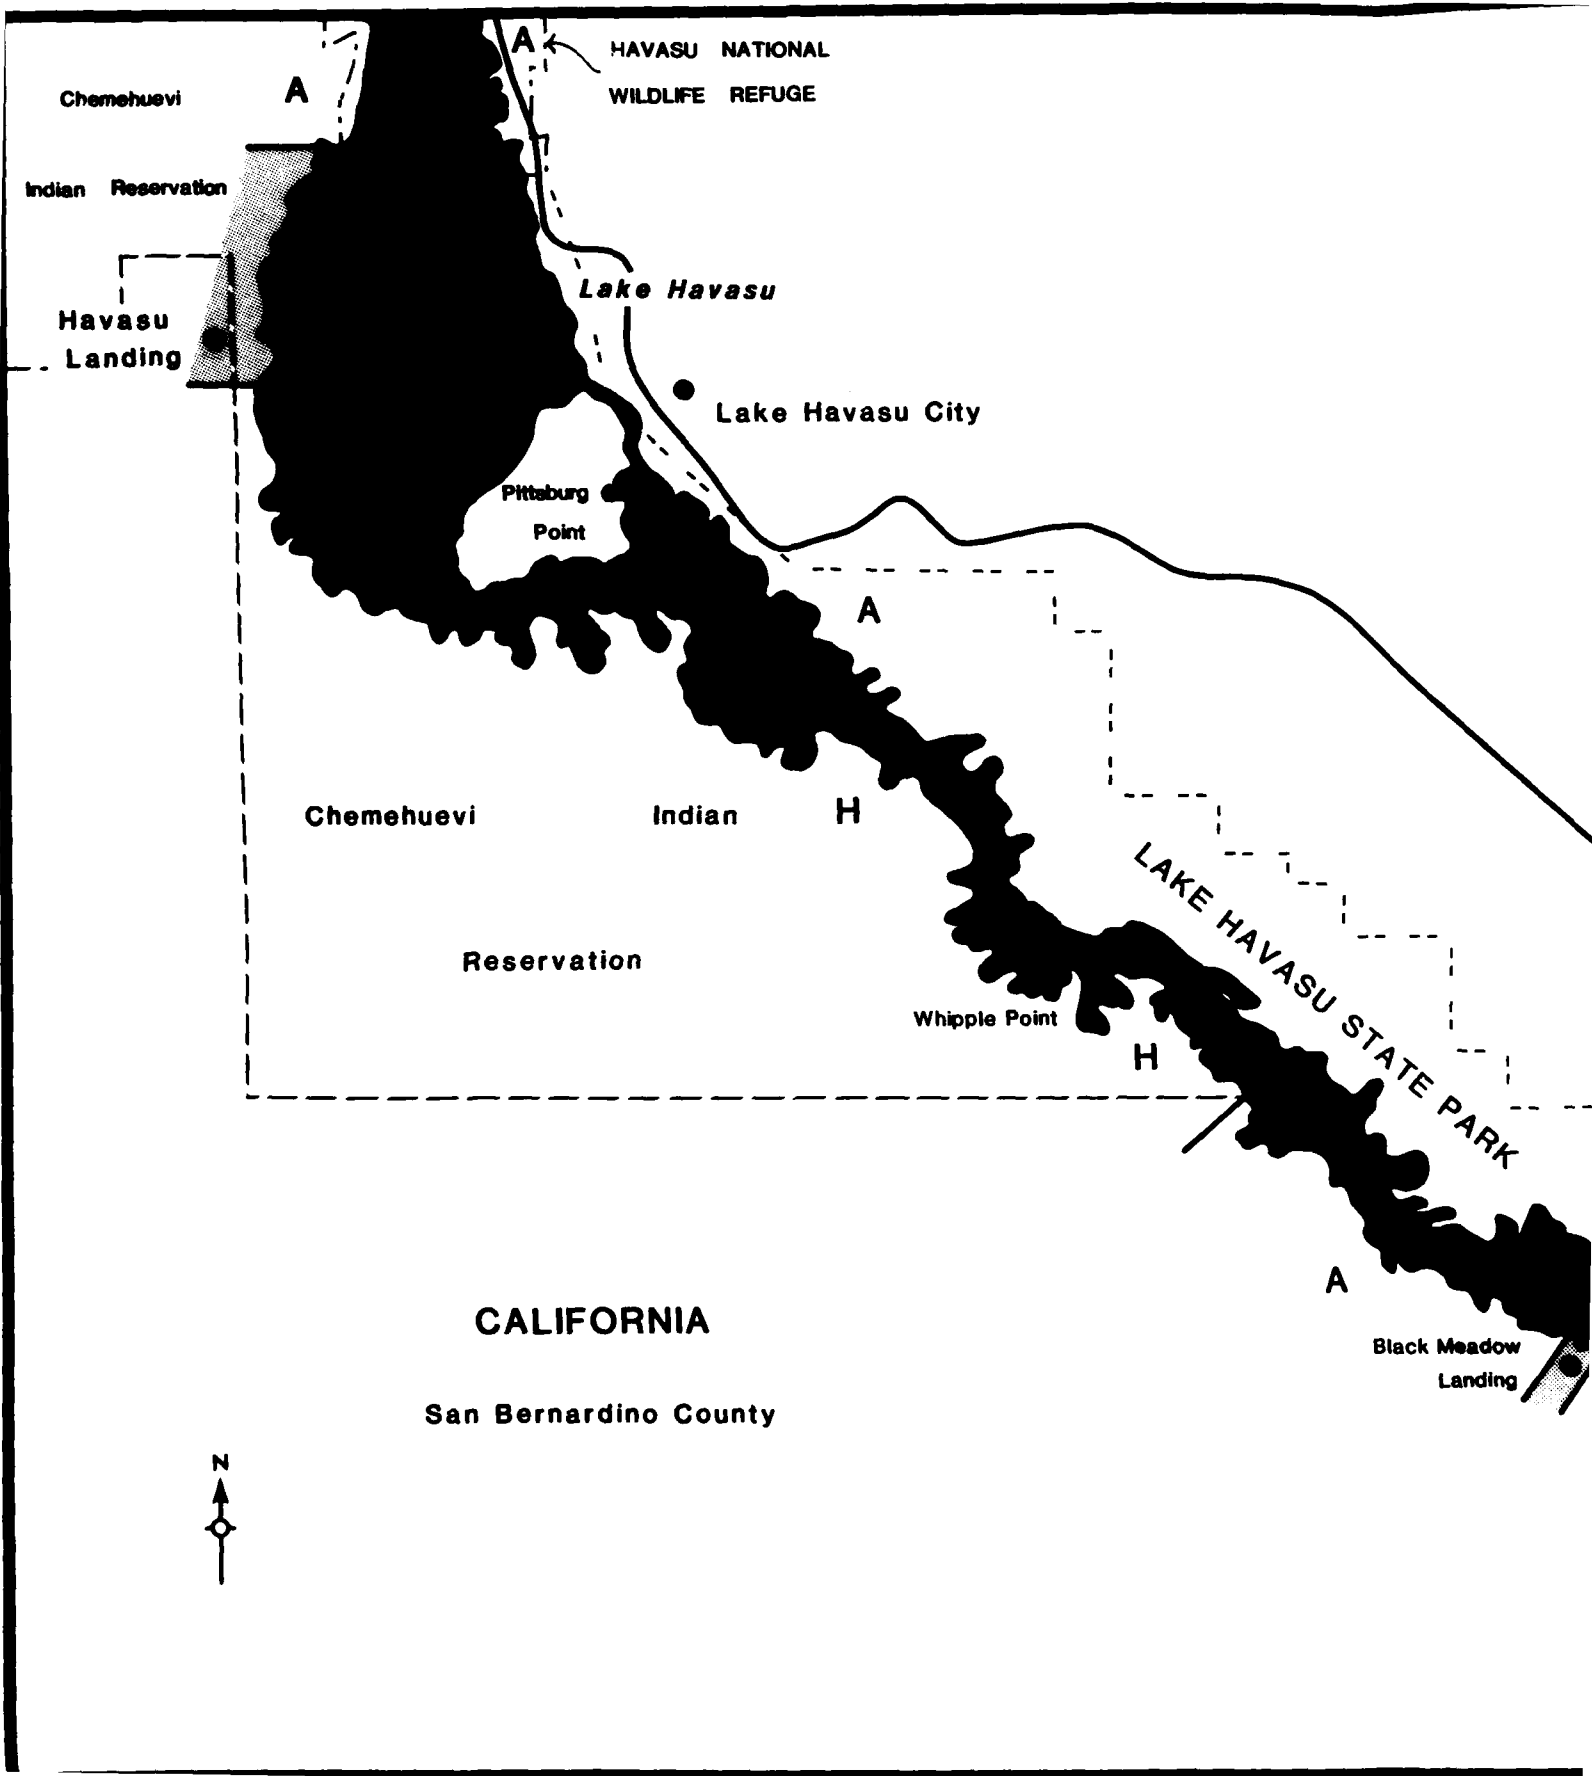 A
HAVASU NATIONAL
WILDLIFE REFUGE
A
Chemehuevi
Indian Reservation
Lake Havasu
Havasu
Landing
Lake Havasu City
Pittsburg
Point
A
Chemehuevi Indian
H
Reservation
LAKE HAVASU STATE PARK
Whipple Point
H
A
CALIFORNIA
San Bernardino County
Black Meadow
Landing
N